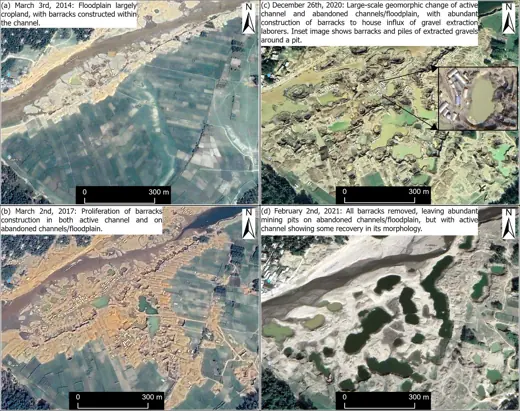 (a) March 3rd, 2014: Floodplain largely
cropland, with barracks constructed within
the channel.
N
0
300 m
(c) December 26th, 2020: Large-scale geomorphic change of active
channel and abandoned channels/floodplain, with abundant
construction of barracks to house influx of gravel extraction
laborers. Inset image shows barracks and piles of extracted gravels
around a pit.
N
0
300 m
(b) March 2nd, 2017: Proliferation of barracks
construction in both active channel and on
abandoned channels/floodplain.
N
0
300 m
(d) February 2nd, 2021: All barracks removed, leaving abundant
mining pits on abandoned channels/floodplain, but with active
channel showing some recovery in its morphology.
N
0
300 m